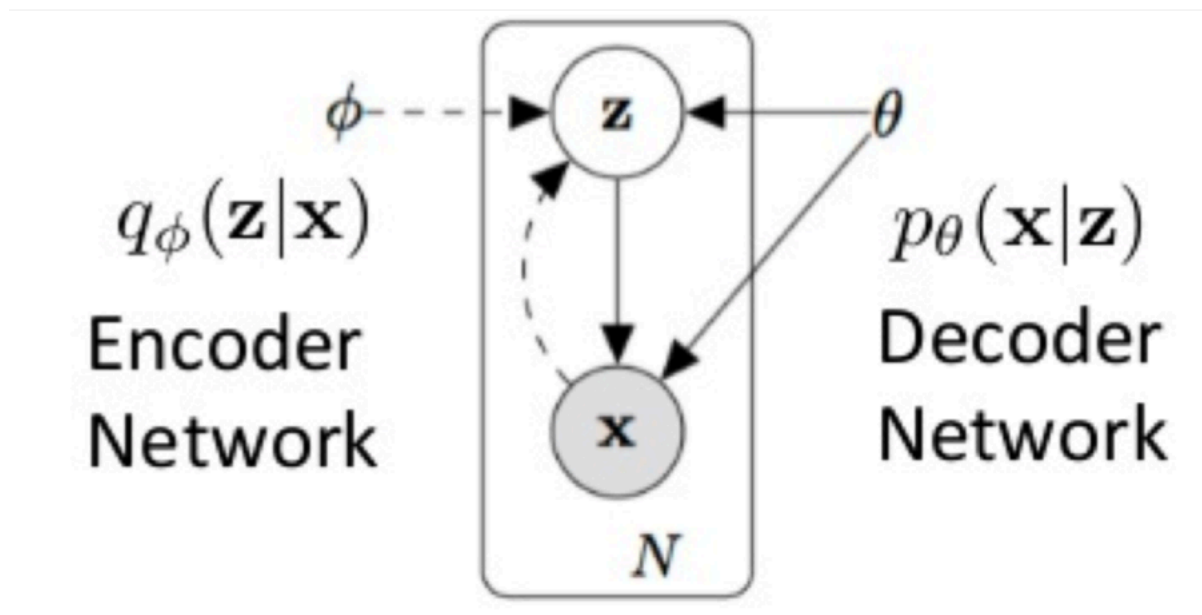 ϕ
z
θ
q_ϕ(z|x)
p_θ(x|z)
Encoder
Network
Decoder
Network
x
N